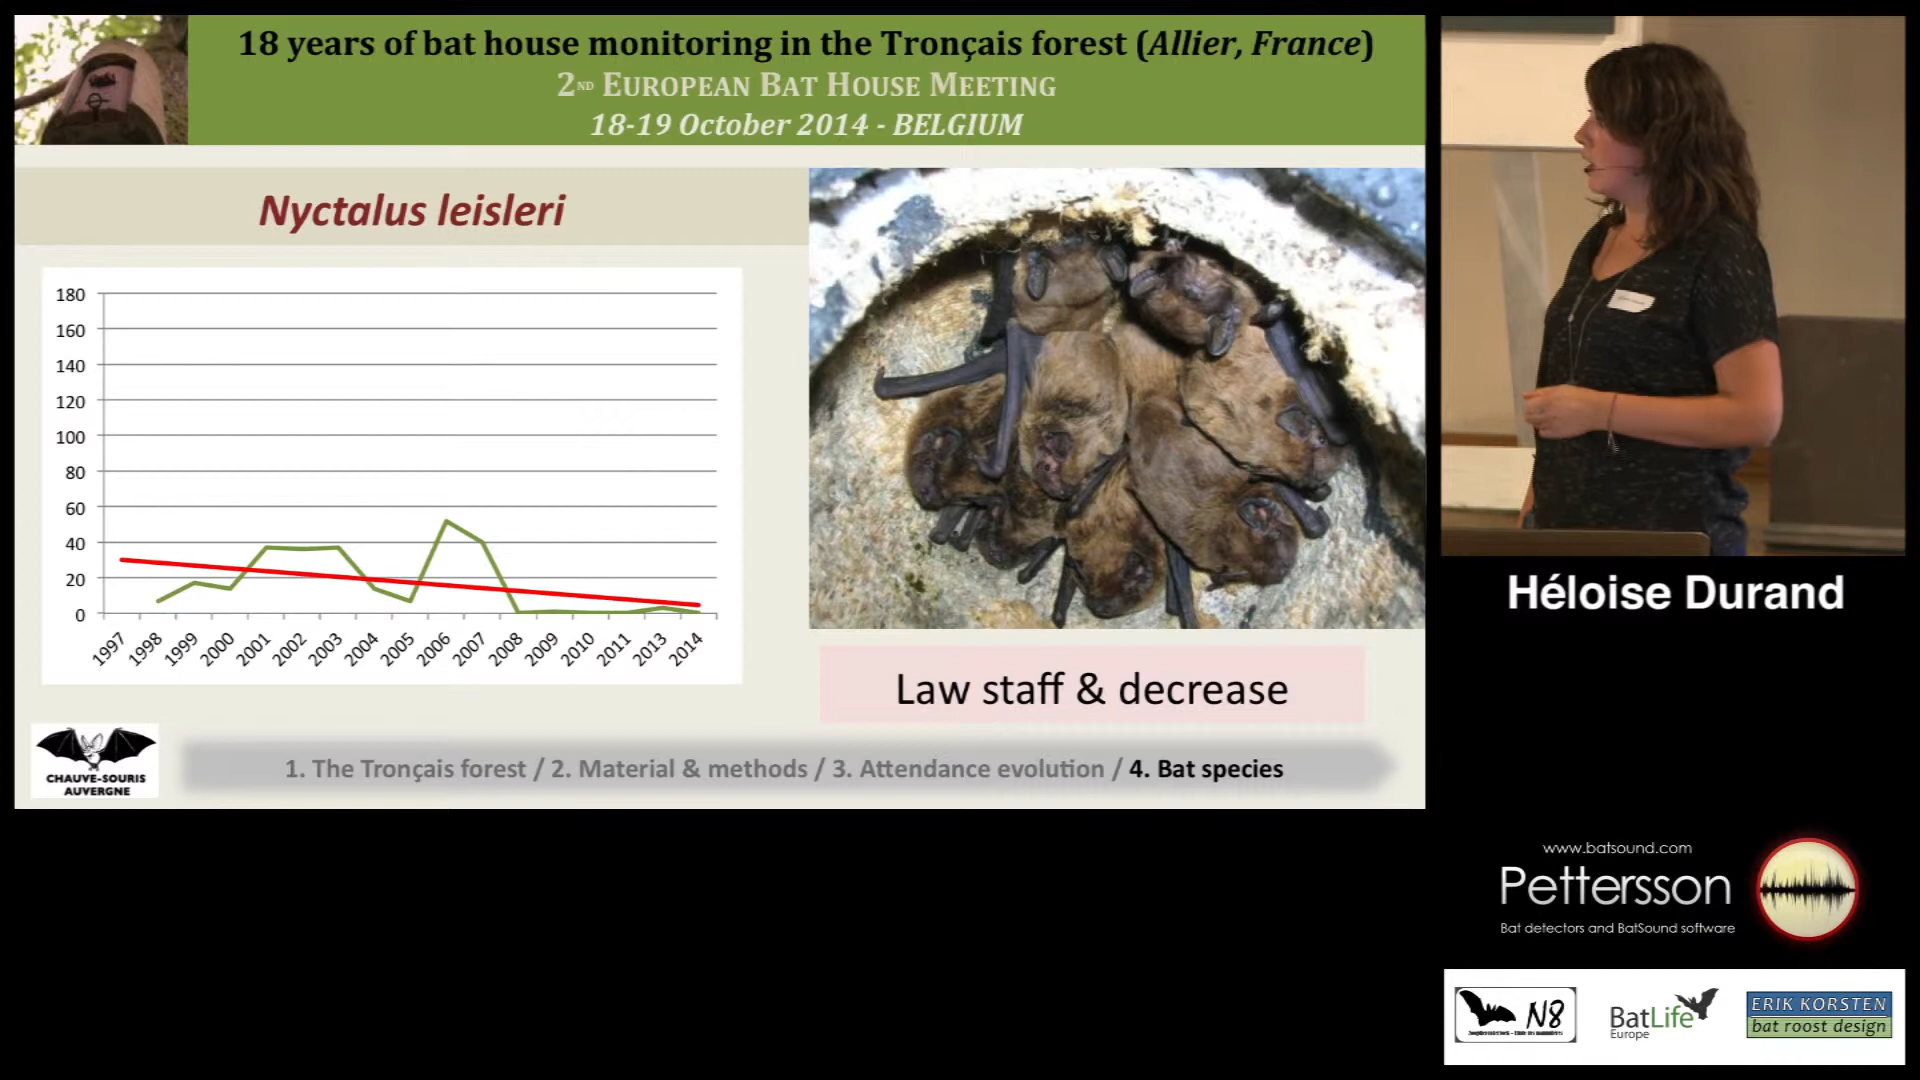 18 years of bat house monitoring in the Tronçais forest (Allier, France)
2ND EUROPEAN BAT HOUSE MEETING
18-19 October 2014 - BELGIUM
Nyctalus leisleri
180
160
140
120
100
80
60
40
20
0
1997 1998 1999 2000 2001 2002 2003 2004 2005 2006 2007 2008 2009 2010 2011 2013 2014
Law staff & decrease
CHAUVE-SOURIS
AUVERGNE
1. The Tronçais forest / 2. Material & methods / 3. Attendance evolution / 4. Bat species
Héloise Durand
www.batsound.com
Pettersson
Bat detectors and BatSound software
N8
BatLife
Europe
ERIK KORSTEN
bat roost design